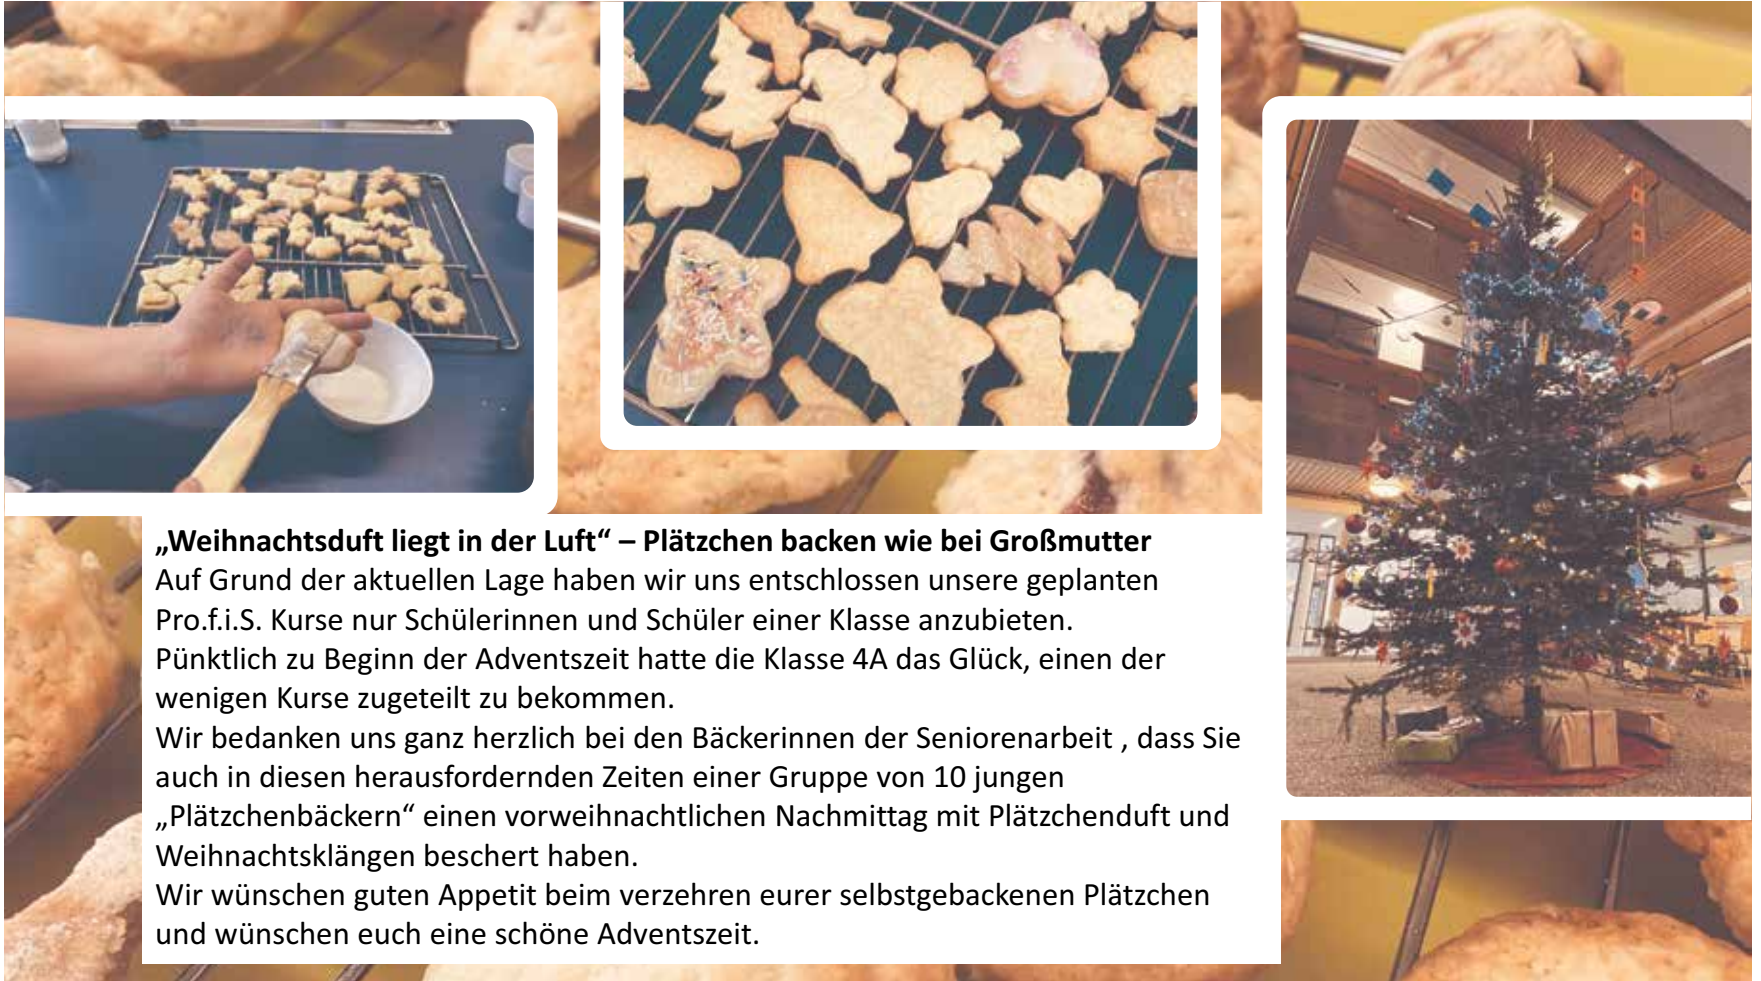 „Weihnachtsduft liegt in der Luft“ – Plätzchen backen wie bei Großmutter
Auf Grund der aktuellen Lage haben wir uns entschlossen unsere geplanten
Pro.f.i.S. Kurse nur Schülerinnen und Schüler einer Klasse anzubieten.
Pünktlich zu Beginn der Adventszeit hatte die Klasse 4A das Glück, einen der
wenigen Kurse zugeteilt zu bekommen.
Wir bedanken uns ganz herzlich bei den Bäckerinnen der Seniorenarbeit , dass Sie
auch in diesen herausfordernden Zeiten einer Gruppe von 10 jungen
„Plätzchenbäckern“ einen vorweihnachtlichen Nachmittag mit Plätzchenduft und
Weihnachtsklängen beschert haben.
Wir wünschen guten Appetit beim verzehren eurer selbstgebackenen Plätzchen
und wünschen euch eine schöne Adventszeit.